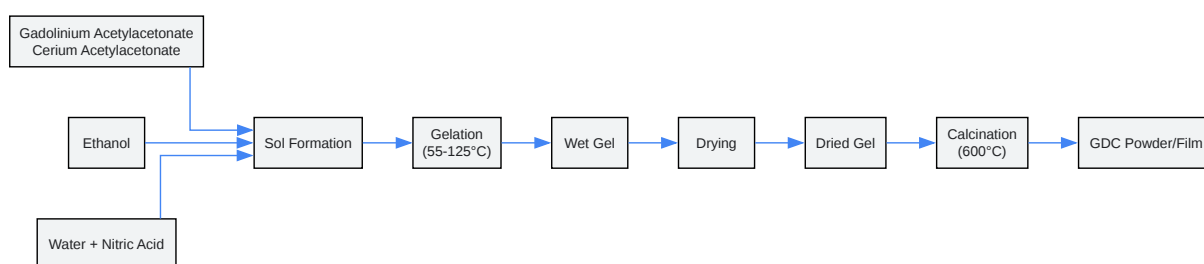 Gadolinium Acetylacetonate
Cerium Acetylacetonate
Ethanol
Water + Nitric Acid
Sol Formation
Gelation
(55-125°C)
Wet Gel
Drying
Dried Gel
Calcination
(600°C)
GDC Powder/Film